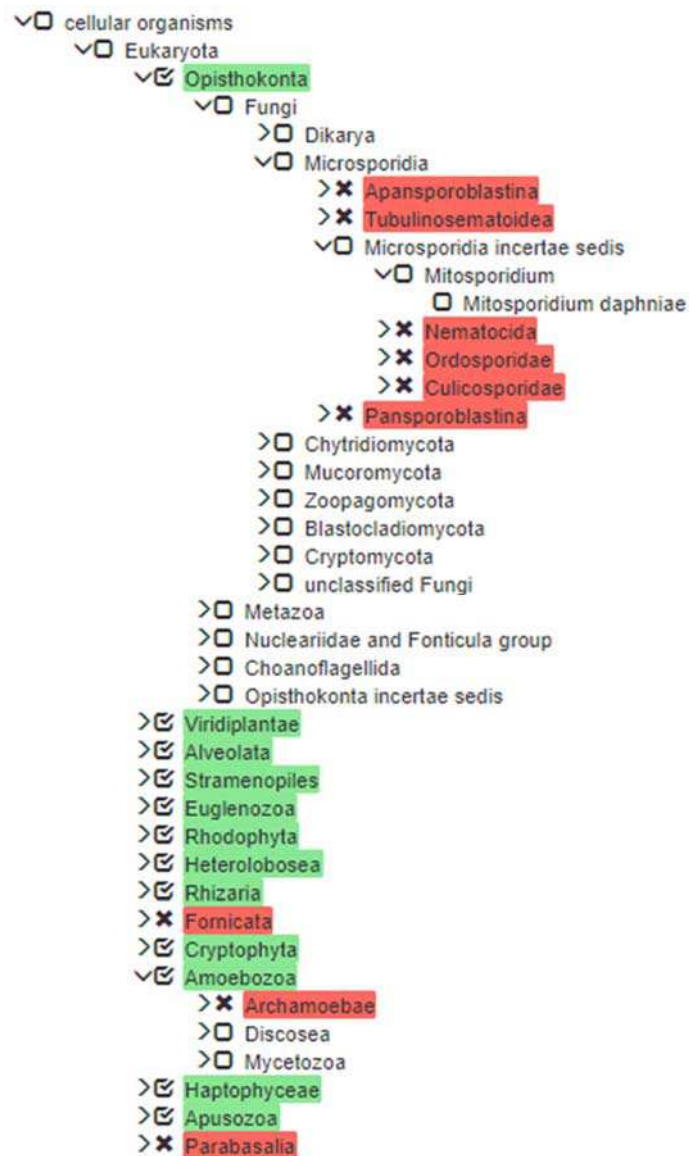 cellular organisms
Eukaryota
Opisthokonta
Fungi
Dikarya
Microsporidia
Apansporoblastina
Tubulinosematoidea
Microsporidia incertae sedis
Mitosporidium
Mitosporidium daphniae
Nematocida
Ordosporidae
Culicosporidae
Pansporoblastina
Chytridiomycota
Mucoromycota
Zoopagomycota
Blastocladiomycota
Cryptomycota
unclassified Fungi
Metazoa
Nucleariidae and Fonticula group
Choanoflagellida
Opisthokonta incertae sedis
Viridiplantae
Alveolata
Stramenopiles
Euglenozoa
Rhodophyta
Heterolobosea
Rhizaria
Fornicata
Cryptophyta
Amoebozoa
Archamoebae
Discosea
Mycetozoa
Haptophyceae
Apusozoa
Parabasalia